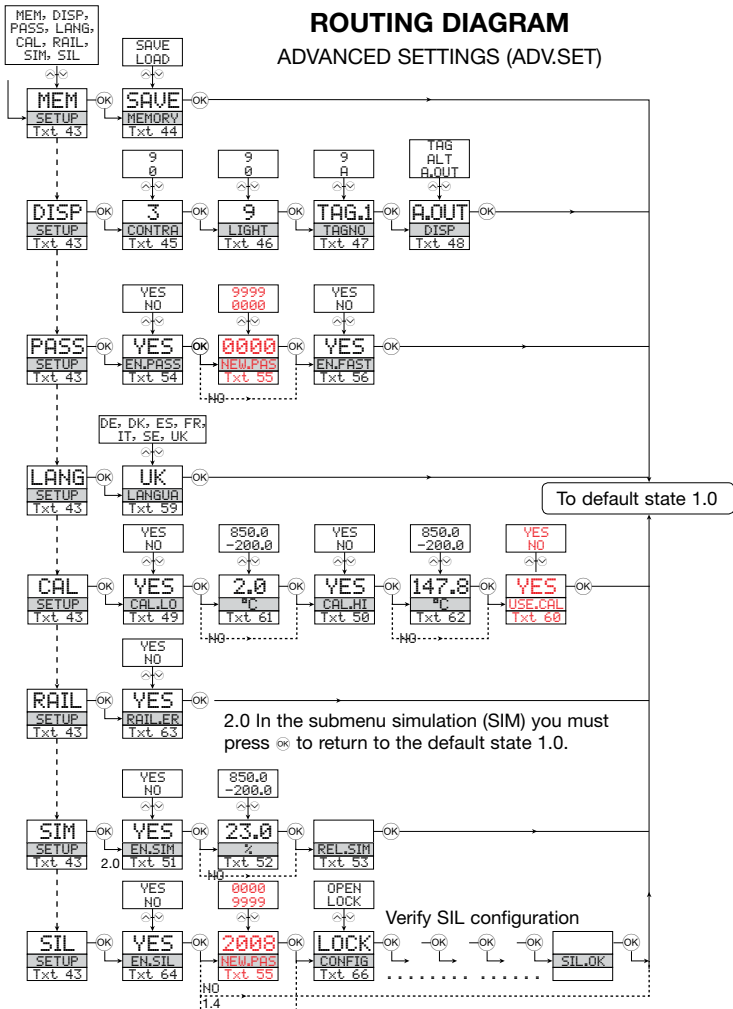 ROUTING DIAGRAM
ADVANCED SETTINGS (ADV.SET)
MEM, DISP,
PASS, LANG,
CAL, RAIL,
SIM, SIL
SAVE
LOAD
MEM OK SAVE OK
SETUP MEMORY
Txt 43 Txt 44
9 9 9 TAG
0 0 A ALT
A.OUT
DISP OK 3 OK 9 OK TAG.1 OK A.OUT OK
SETUP CONTRA LIGHT TAGNO DISP
Txt 43 Txt 45 Txt 46 Txt 47 Txt 48
YES 9999 YES
NO 0000 NO
PASS OK YES OK 0000 OK YES OK
SETUP EN.PASS NEW.PAS EN.FAST
Txt 43 Txt 54 Txt 55 Txt 56
NO
DE, DK, ES, FR,
IT, SE, UK
LANG OK UK OK
SETUP LANGUA
Txt 43 Txt 59
To default state 1.0
YES 850.0 YES 850.0 YES
NO -200.0 NO -200.0 NO
CAL OK YES OK 2.0 OK YES OK 147.8 OK YES OK
SETUP CAL.LO °C CAL.HI °C USE.CAL
Txt 43 Txt 49 Txt 61 Txt 50 Txt 62 Txt 60
NO NO
YES
NO
RAIL OK YES OK
SETUP RAIL.ER
Txt 43 Txt 63
2.0 In the submenu simulation (SIM) you must
press OK to return to the default state 1.0.
YES 850.0
NO -200.0
SIM OK YES OK 23.0 OK OK
SETUP EN.SIM % REL.SIM
Txt 43 2.0 Txt 51 Txt 52 Txt 53
NO
YES 0000 OPEN
NO 9999 LOCK
Verify SIL configuration
SIL OK YES OK 2008 OK LOCK OK OK OK OK OK
SETUP EN.SIL NEW.PAS CONFIG SIL.OK
Txt 43 Txt 64 Txt 55 Txt 66
NO
1.4